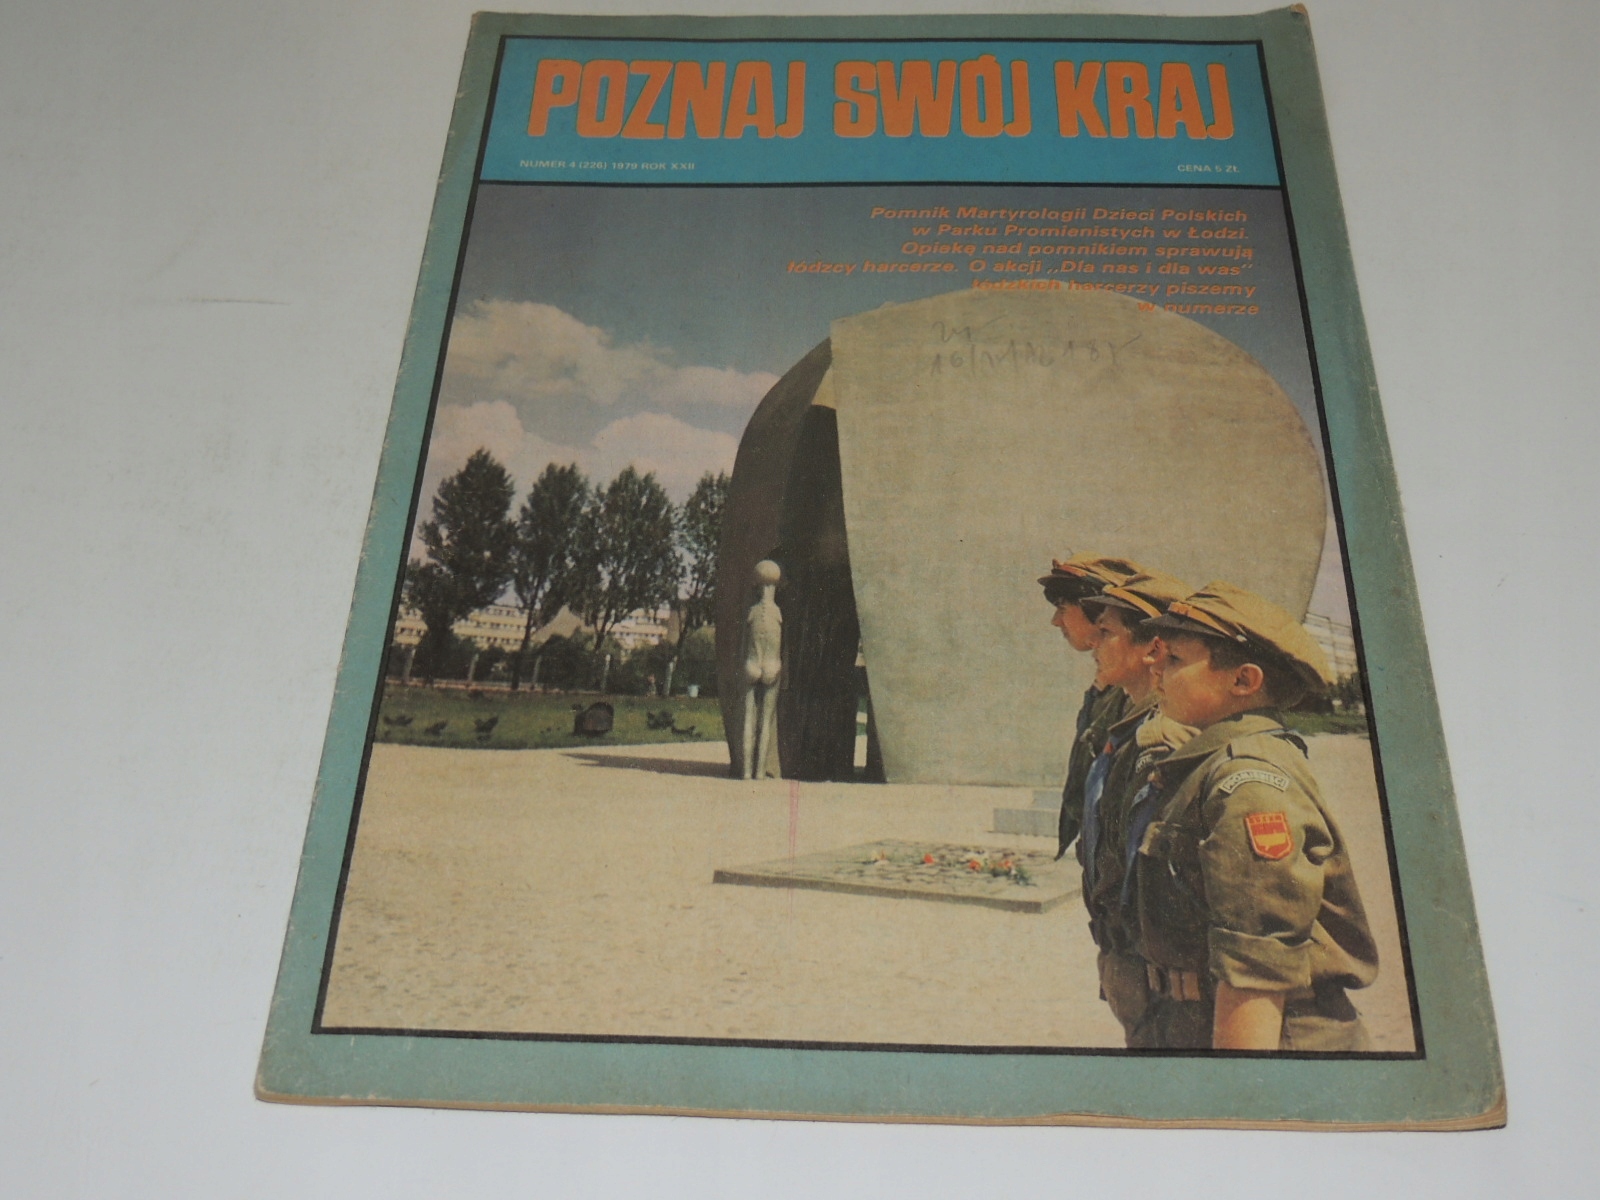 POZNAJ SWÓJ KRAJ
NUMER 4 (226) 1979 ROK XXII
CENA 5 ZŁ
Pomnik Martyrologii Dzieci Polskich
w Parku Promienistych w Łodzi.
Opiekę nad pomnikiem sprawują
łódzcy harcerze. O akcji „Dla nas i dla was”
łódzkich harcerzy piszemy
w numerze